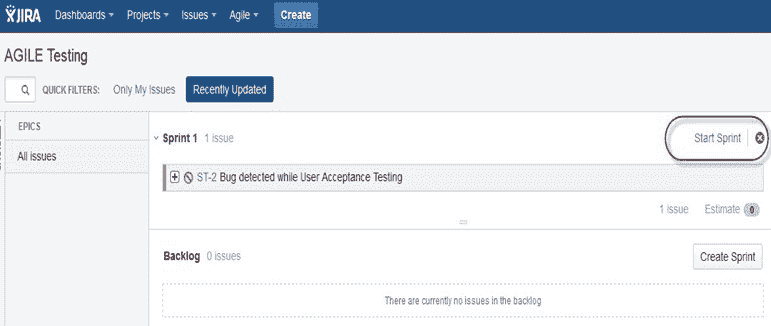 JIRA Dashboards Projects Issues Agile Create
AGILE Testing
QUICK FILTERS: Only My Issues Recently Updated
EPICS
All issues
Sprint 1 1 issue Start Sprint
ST-2 Bug detected while User Acceptance Testing
1 issue Estimate 0
Backlog 0 issues Create Sprint
There are currently no issues in the backlog